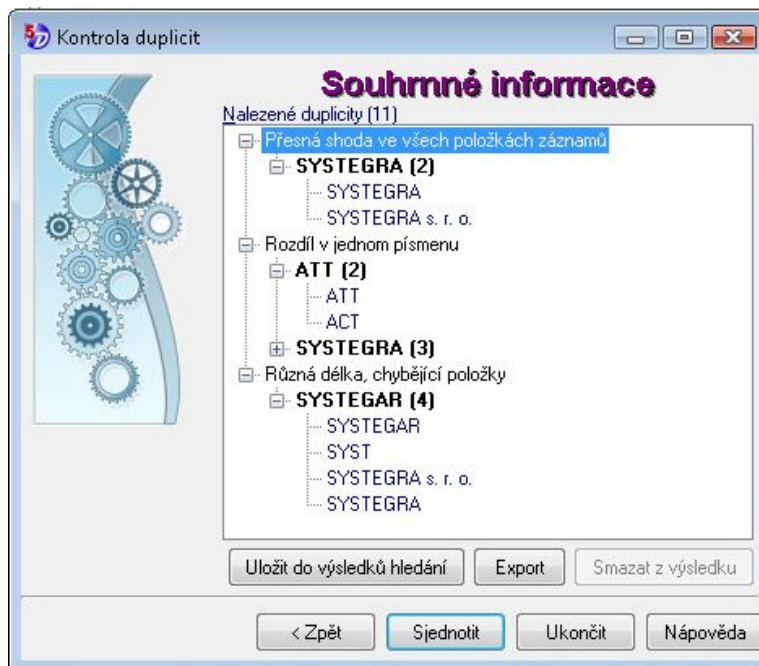 Kontrola duplicit
Souhrnné informace
Nalezené duplicity (11)
Přesná shoda ve všech položkách záznamů
SYSTEGRA (2)
SYSTEGRA
SYSTEGRA s. r. o.
Rozdíl v jednom písmenu
ATT (2)
ATT
ACT
SYSTEGRA (3)
Různá délka, chybějící položky
SYSTEGAR (4)
SYSTEGAR
SYST
SYSTEGRA s. r. o.
SYSTEGRA
Uložit do výsledků hledání Export Smazat z výsledku
< Zpět Sjednotit Ukončit Nápověda